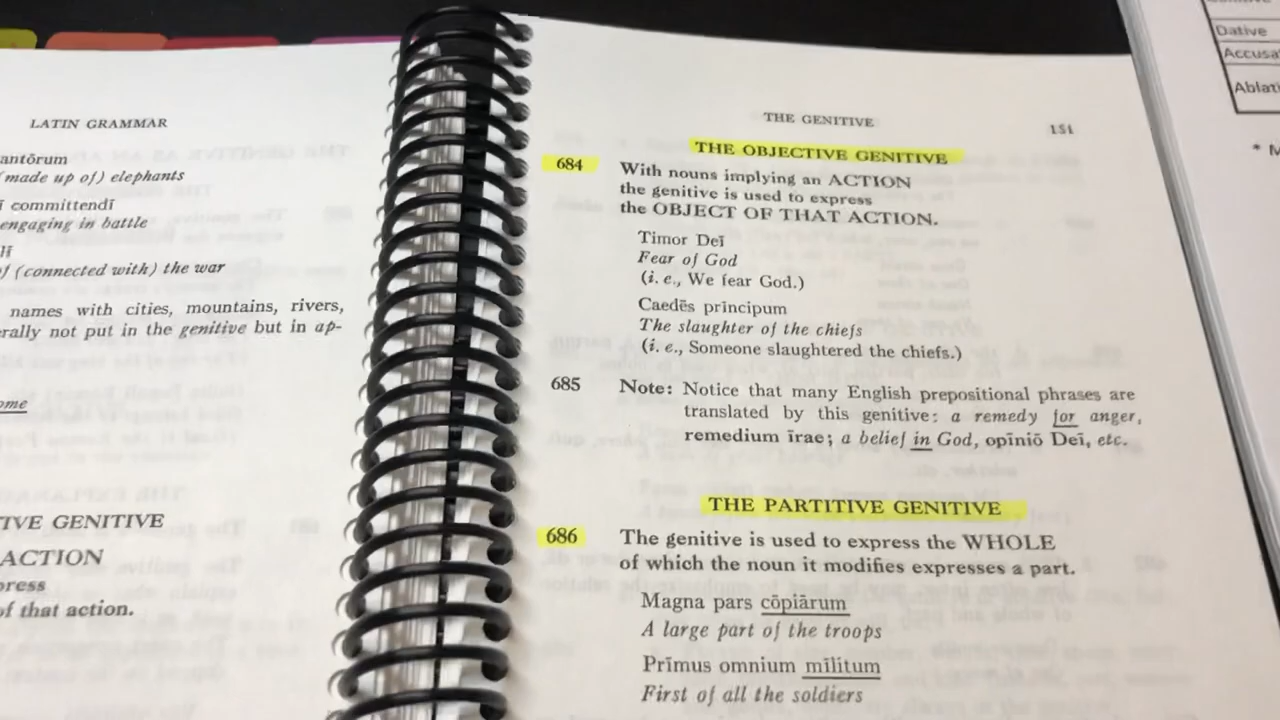 LATIN GRAMMAR
antōrum
(made up of) elephants
ī committendī
engaging in battle
lī
of (connected with) the war
names with cities, mountains, rivers,
erally not put in the genitive but in ap-
ome
TIVE GENITIVE
ACTION
press
of that action.
THE GENITIVE
151
THE OBJECTIVE GENITIVE
684 With nouns implying an ACTION
the genitive is used to express
the OBJECT OF THAT ACTION.
Timor Deī
Fear of God
(i. e., We fear God.)
Caedēs prīncipum
The slaughter of the chiefs
(i. e., Someone slaughtered the chiefs.)
685 Note: Notice that many English prepositional phrases are
translated by this genitive: a remedy for anger,
remedium īrae; a belief in God, opīniō Deī, etc.
THE PARTITIVE GENITIVE
686 The genitive is used to express the WHOLE
of which the noun it modifies expresses a part.
Magna pars cōpiārum
A large part of the troops
Prīmus omnium mīlitum
First of all the soldiers
Dative
Accusa
Ablati
* M